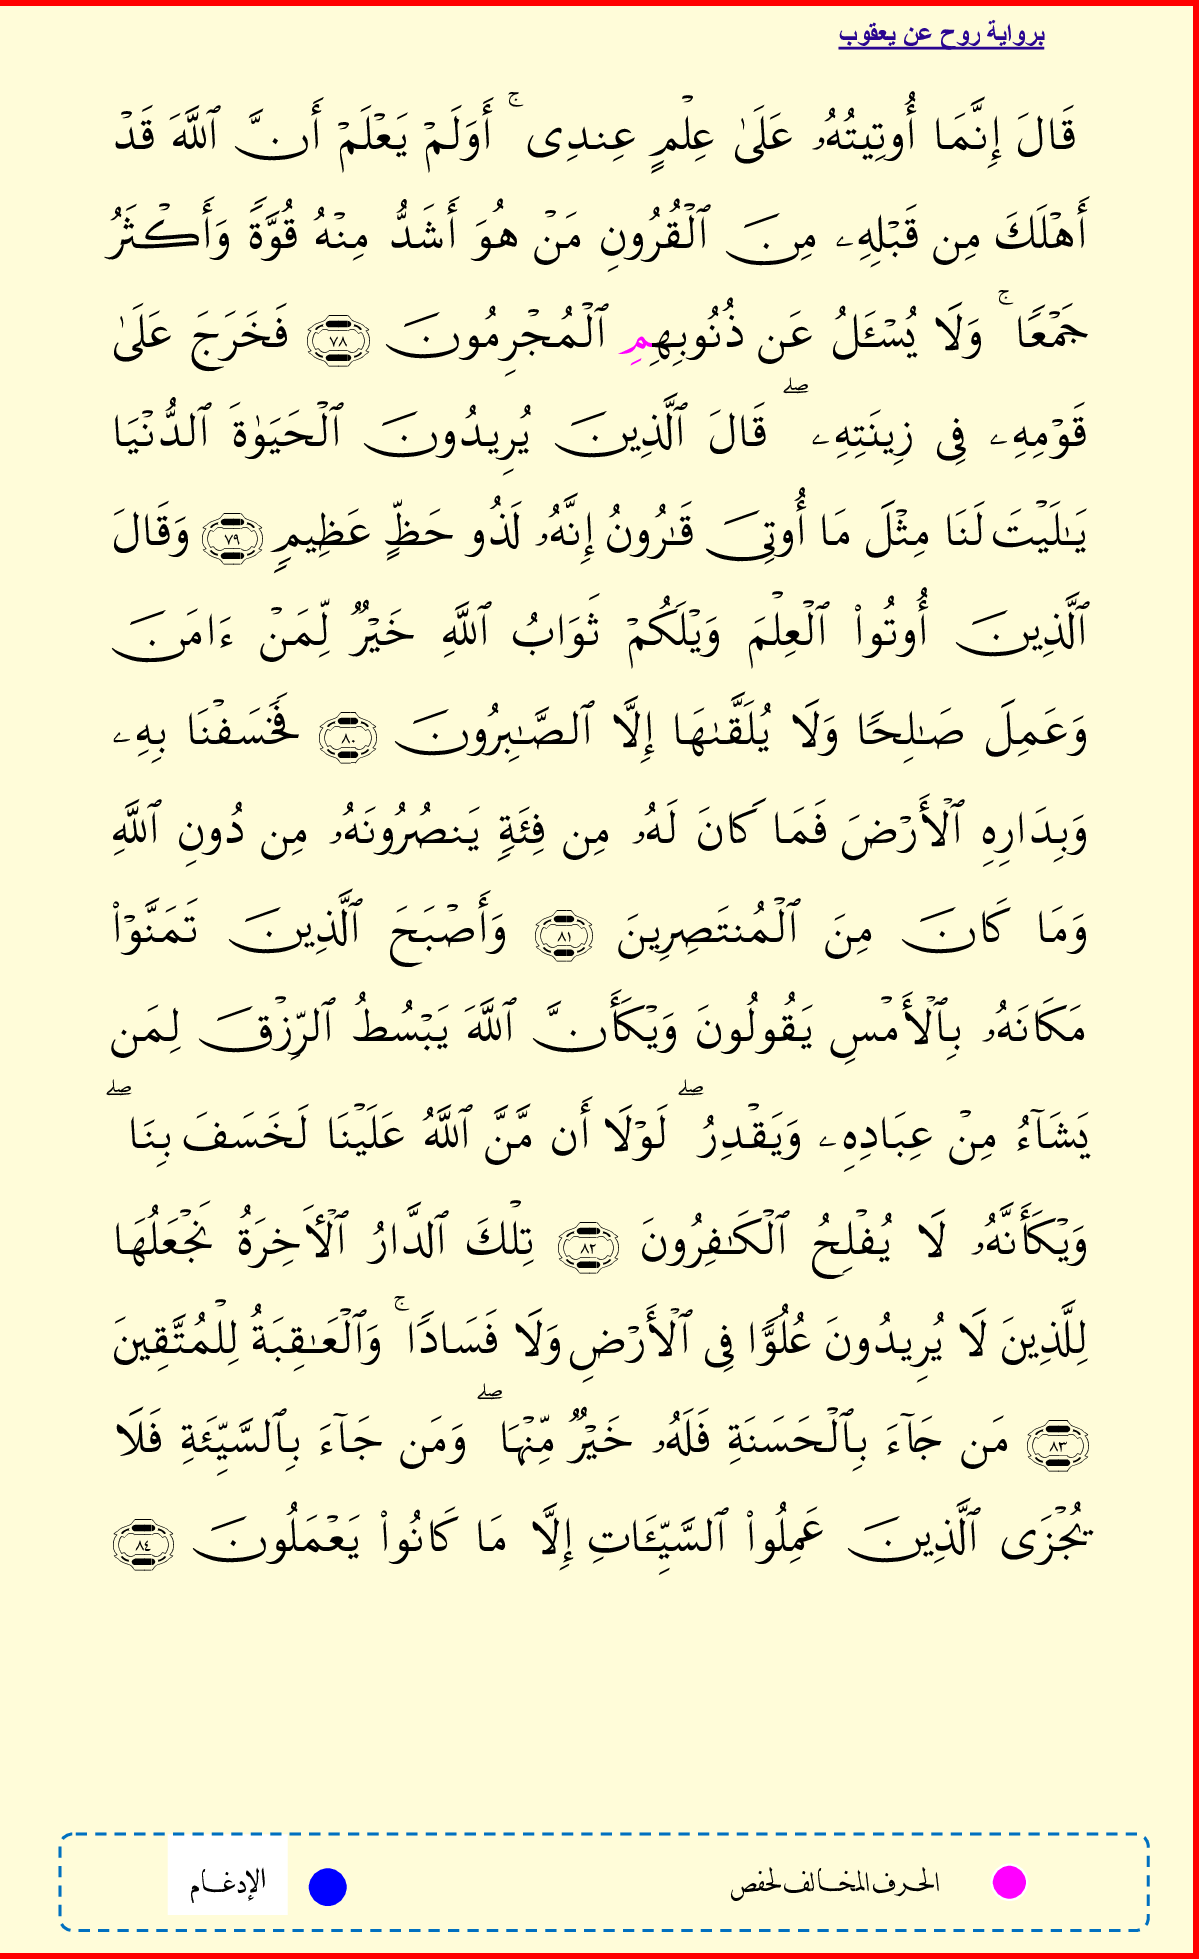 برواية روح عن يعقوب
قَالَ إِنَّمَا أُوتِيتُهُۥ عَلَىٰ عِلْمٍ عِندِىٓ ۚ أَوَلَمْ يَعْلَمْ أَنَّ ٱللَّهَ قَدْ
أَهْلَكَ مِن قَبْلِهِۦ مِنَ ٱلْقُرُونِ مَنْ هُوَ أَشَدُّ مِنْهُ قُوَّةً وَأَكْثَرُ
جَمْعًا ۚ وَلَا يُسْـَٔلُ عَن ذُنُوبِهِمِ ٱلْمُجْرِمُونَ ٧٨ فَخَرَجَ عَلَىٰ
قَوْمِهِۦ فِى زِينَتِهِۦ ۖ قَالَ ٱلَّذِينَ يُرِيدُونَ ٱلْحَيَوٰةَ ٱلدُّنْيَا
يَـٰلَيْتَ لَنَا مِثْلَ مَا أُوتِىَ قَـٰرُونُ إِنَّهُۥ لَذُو حَظٍّ عَظِيمٍ ٧٩ وَقَالَ
ٱلَّذِينَ أُوتُوا۟ ٱلْعِلْمَ وَيْلَكُمْ ثَوَابُ ٱللَّهِ خَيْرٌ لِّمَنْ ءَامَنَ
وَعَمِلَ صَـٰلِحًا وَلَا يُلَقَّىٰهَا إِلَّا ٱلصَّـٰبِرُونَ ٨٠ فَخَسَفْنَا بِهِۦ
وَبِدَارِهِ ٱلْأَرْضَ فَمَا كَانَ لَهُۥ مِن فِئَةٍ يَنصُرُونَهُۥ مِن دُونِ ٱللَّهِ
وَمَا كَانَ مِنَ ٱلْمُنتَصِرِينَ ٨١ وَأَصْبَحَ ٱلَّذِينَ تَمَنَّوْا۟
مَكَانَهُۥ بِٱلْأَمْسِ يَقُولُونَ وَيْكَأَنَّ ٱللَّهَ يَبْسُطُ ٱلرِّزْقَ لِمَن
يَشَآءُ مِنْ عِبَادِهِۦ وَيَقْدِرُ ۖ لَوْلَا أَن مَّنَّ ٱللَّهُ عَلَيْنَا لَخَسَفَ بِنَا ۖ
وَيْكَأَنَّهُۥ لَا يُفْلِحُ ٱلْكَـٰفِرُونَ ٨٢ تِلْكَ ٱلدَّارُ ٱلْأَخِرَةُ نَجْعَلُهَا
لِلَّذِينَ لَا يُرِيدُونَ عُلُوًّا فِى ٱلْأَرْضِ وَلَا فَسَادًا ۚ وَٱلْعَـٰقِبَةُ لِلْمُتَّقِينَ
٨٣ مَن جَآءَ بِٱلْحَسَنَةِ فَلَهُۥ خَيْرٌ مِّنْهَا ۖ وَمَن جَآءَ بِٱلسَّيِّئَةِ فَلَا
يُجْزَى ٱلَّذِينَ عَمِلُوا۟ ٱلسَّيِّـَٔاتِ إِلَّا مَا كَانُوا۟ يَعْمَلُونَ ٨٤
الحرف المخالف لحفص الإدغام